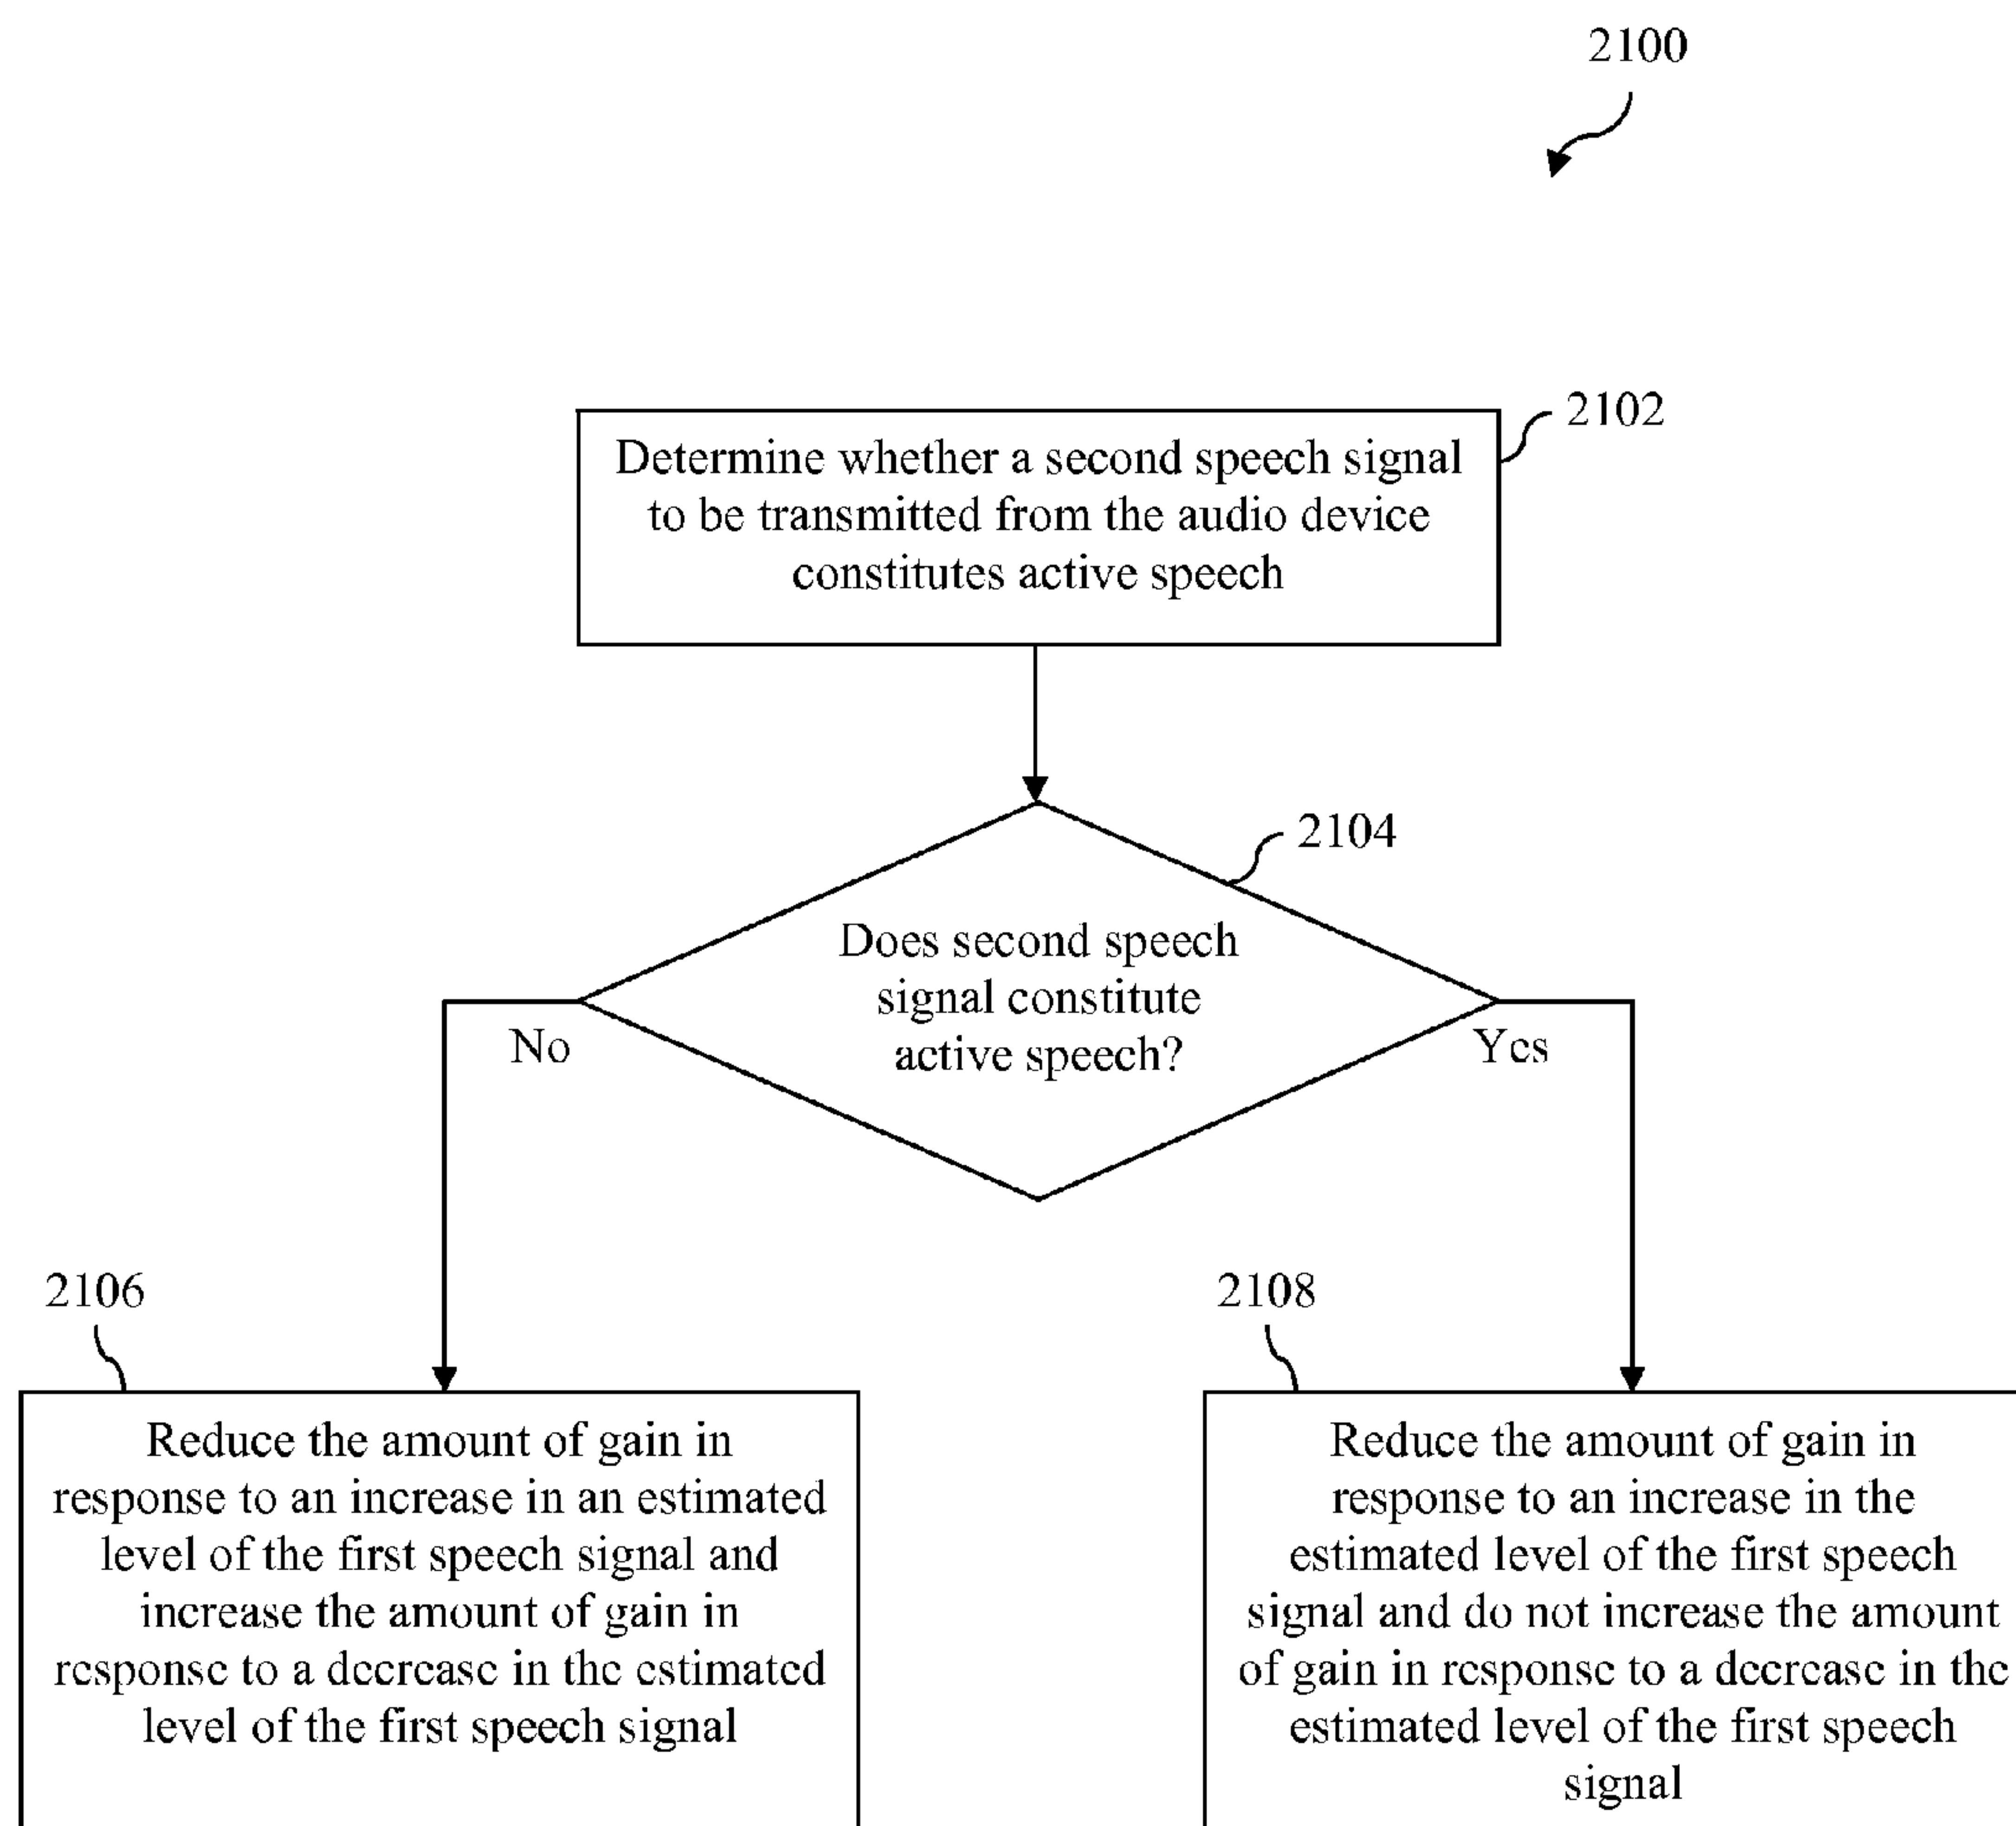 2100
2102
Determine whether a second speech signal
to be transmitted from the audio device
constitutes active speech
2104
Does second speech
signal constitute
active speech?
No
Yes
2106
2108
Reduce the amount of gain in
response to an increase in an estimated
level of the first speech signal and
increase the amount of gain in
response to a decrease in the estimated
level of the first speech signal
Reduce the amount of gain in
response to an increase in the
estimated level of the first speech
signal and do not increase the amount
of gain in response to a decrease in the
estimated level of the first speech
signal